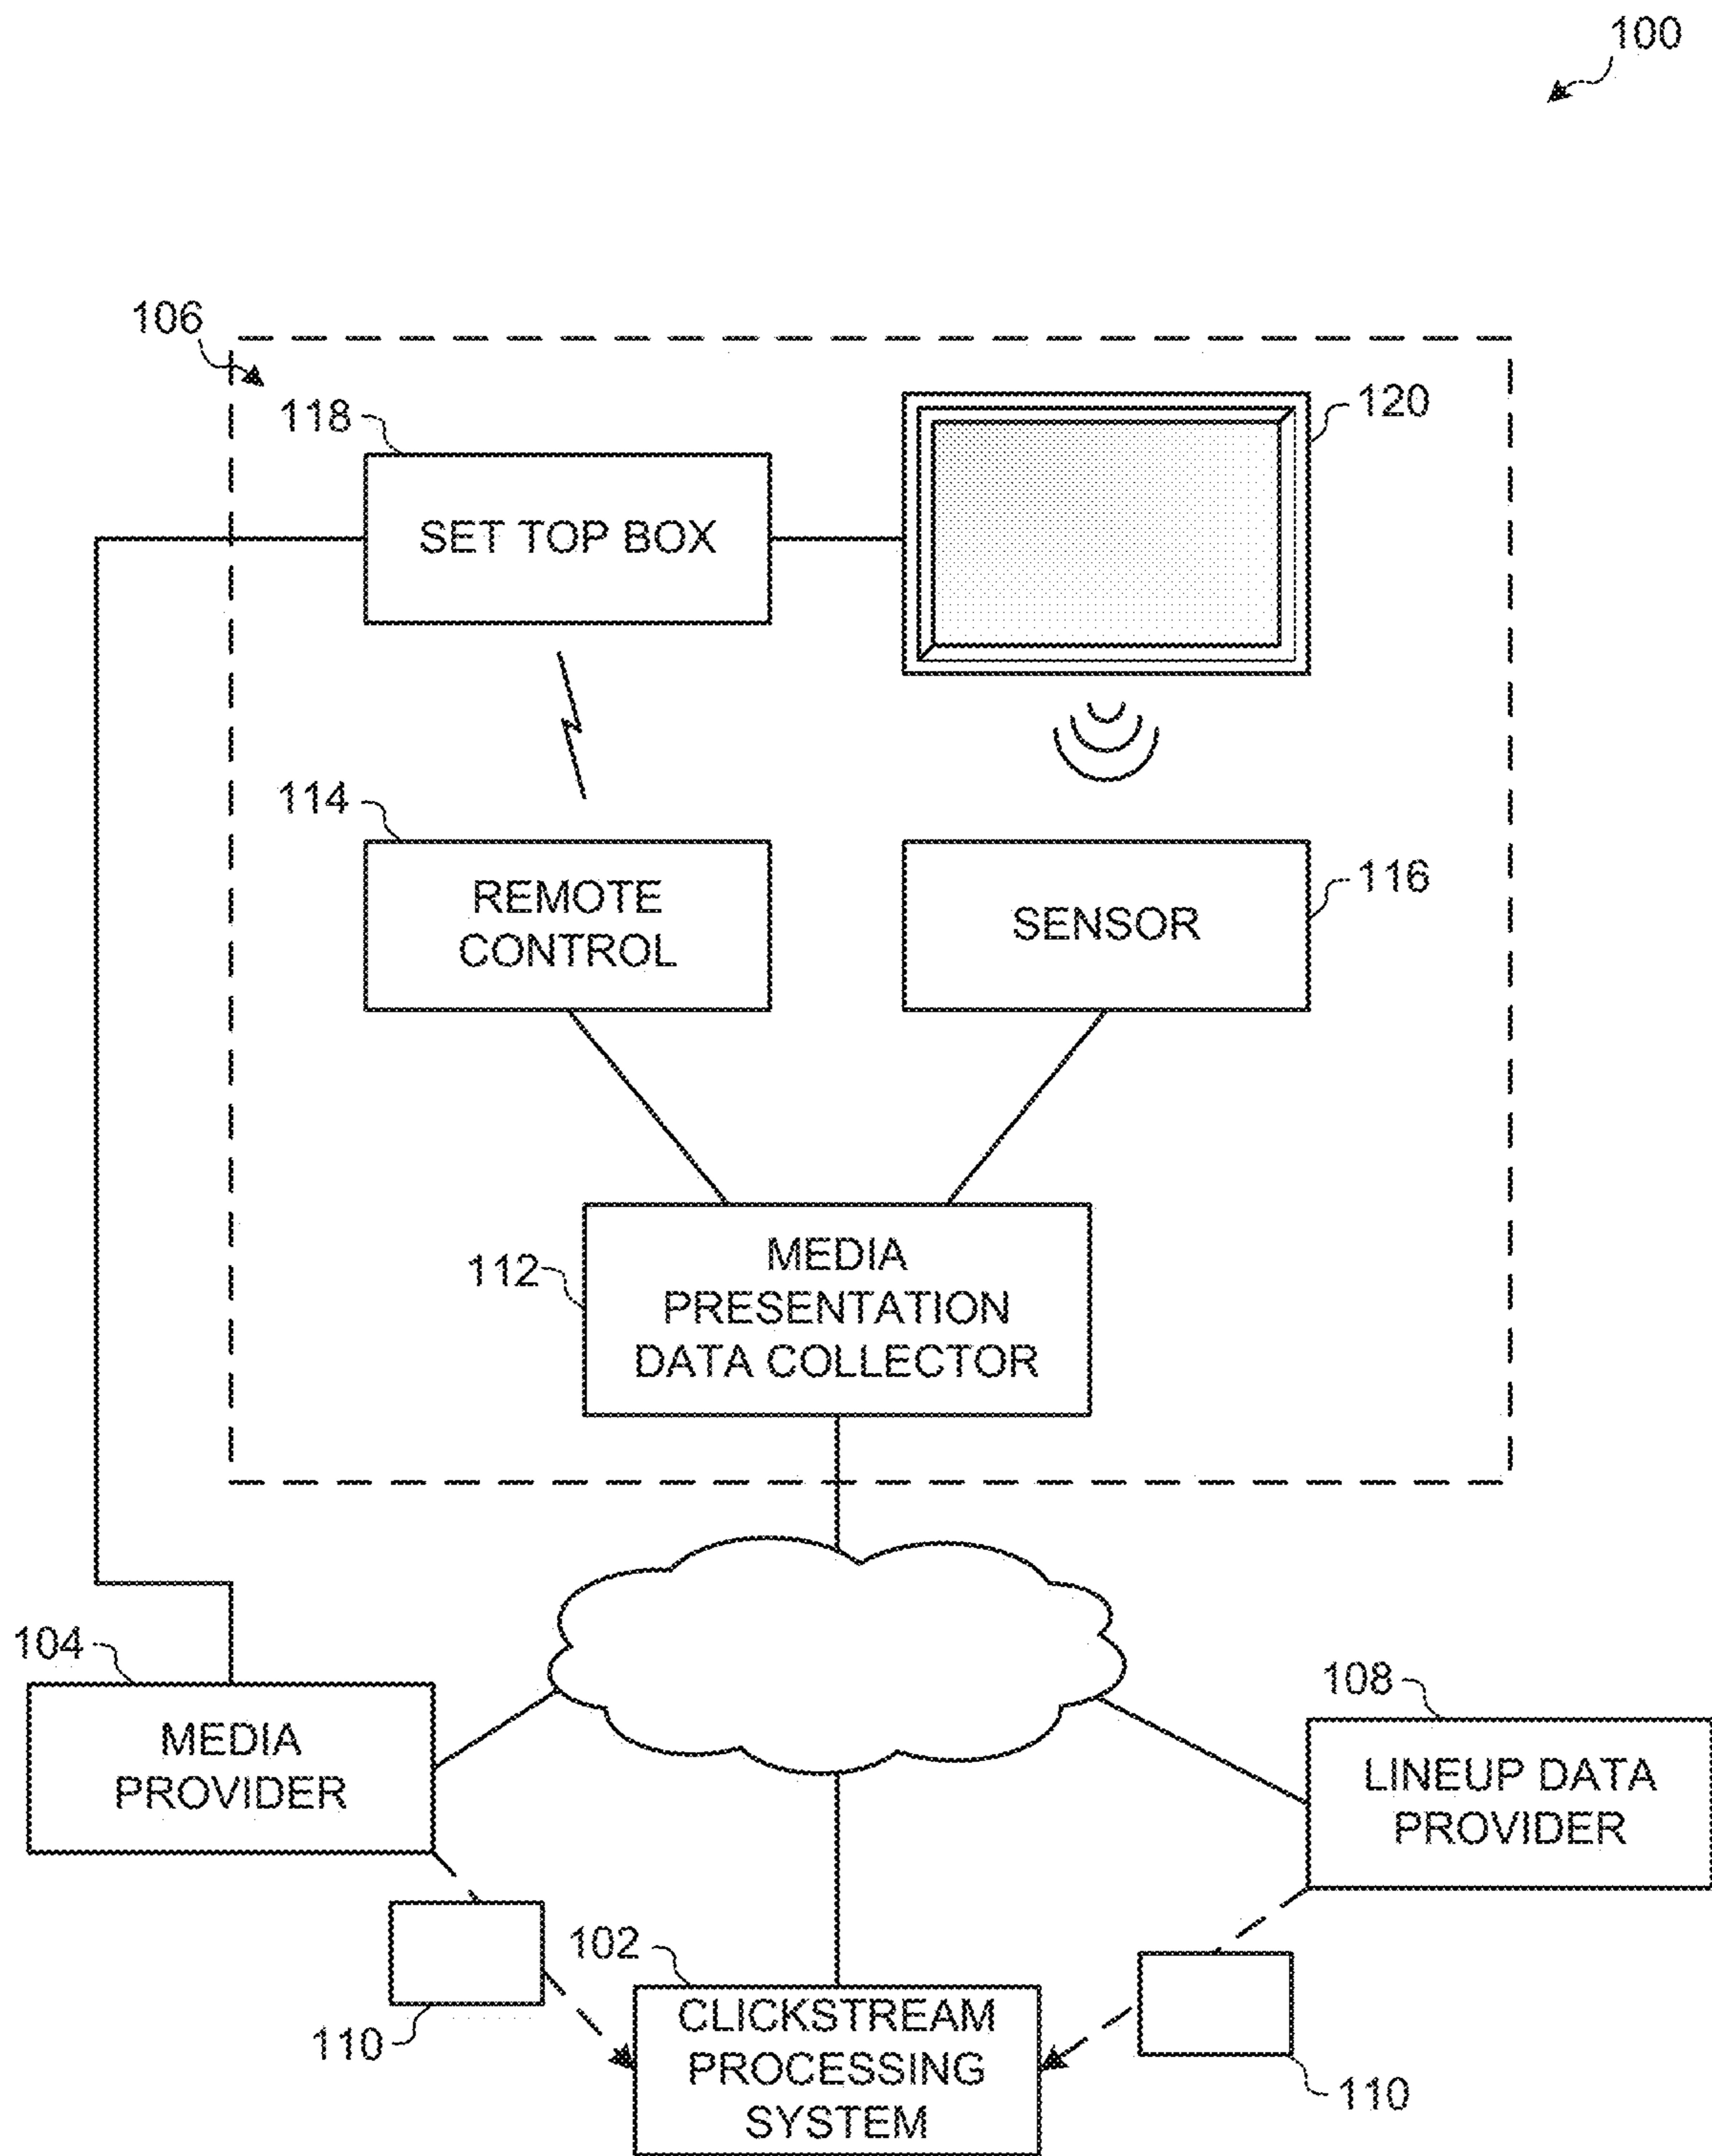 100
106
118
120
SET TOP BOX
114
116
REMOTE
CONTROL
SENSOR
112
MEDIA
PRESENTATION
DATA COLLECTOR
104
108
MEDIA
PROVIDER
LINEUP DATA
PROVIDER
102
110
CLICKSTREAM
PROCESSING
SYSTEM
110